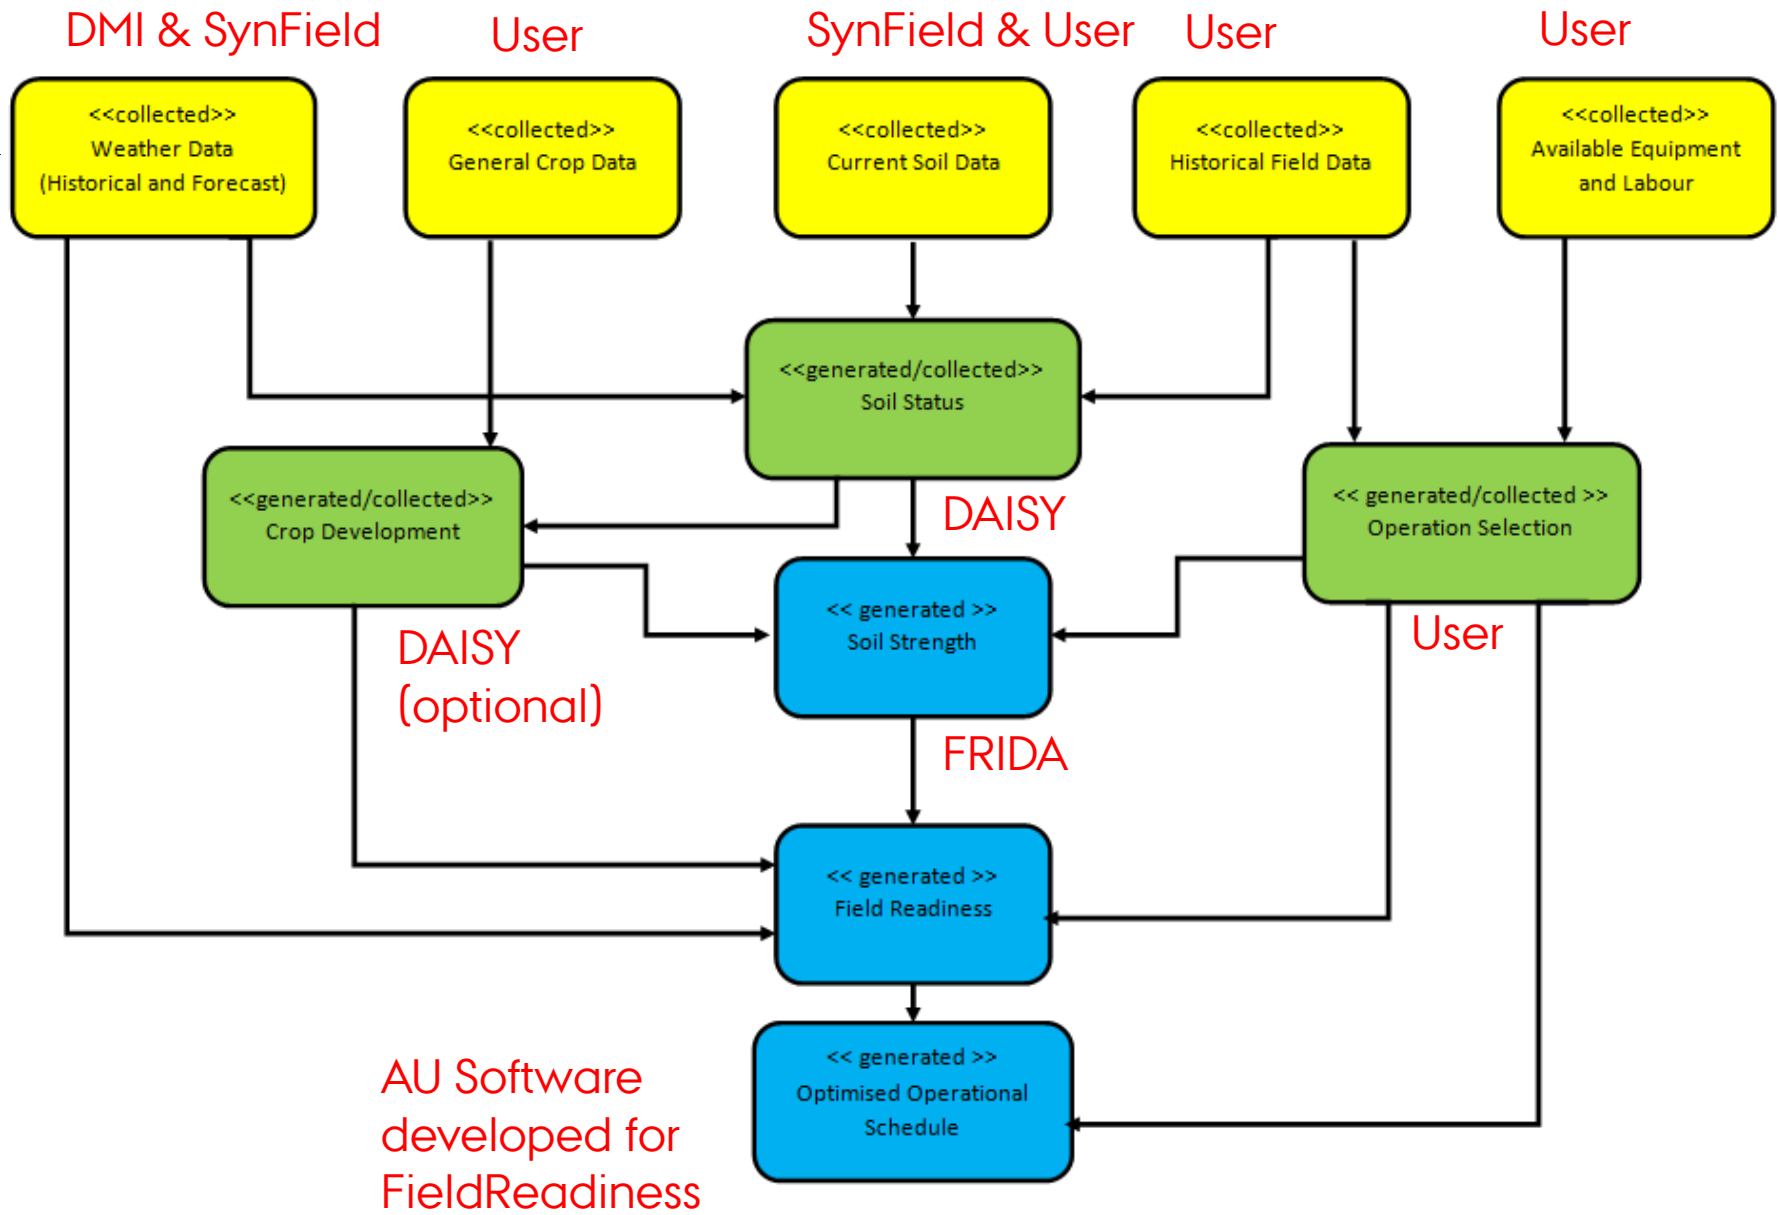 DMI & SynField
User
SynField & User
User
User
<<collected>>
Weather Data
(Historical and Forecast)
<<collected>>
General Crop Data
<<collected>>
Current Soil Data
<<collected>>
Historical Field Data
<<collected>>
Available Equipment
and Labour
<<generated/collected>>
Soil Status
<<generated/collected>>
Crop Development
DAISY
<< generated/collected >>
Operation Selection
<< generated >>
Soil Strength
DAISY
(optional)
User
FRIDA
<< generated >>
Field Readiness
<< generated >>
Optimised Operational
Schedule
AU Software
developed for
FieldReadiness